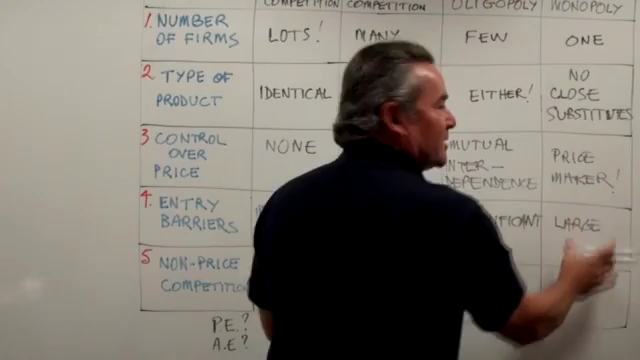 COMPETITION COMPETITION OLIGOPOLY MONOPOLY
1. NUMBER OF FIRMS
LOTS!
MANY
FEW
ONE
2 TYPE OF
PRODUCT
IDENTICAL
EITHER!
NO
CLOSE
SUBSTITUTES
3 CONTROL
OVER
PRICE
NONE
MUTUAL
INTER-
DEPENDENCE
PRICE
MAKER!
4. ENTRY
BARRIERS
LARGE
5 NON-PRICE
COMPETITION
P.E.?
A.E?